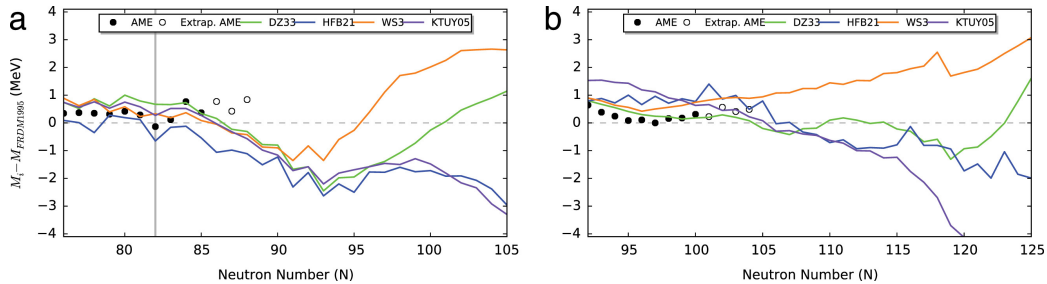 a
AME Extrap. AME DZ33 HFB21 WS3 KTUY05
4
3
2
1
0
−1
−2
−3
−4
M_i−M_FRDM1995 (MeV)
80 85 90 95 100 105
Neutron Number (N)
b
AME Extrap. AME DZ33 HFB21 WS3 KTUY05
4
3
2
1
0
−1
−2
−3
−4
95 100 105 110 115 120 125
Neutron Number (N)